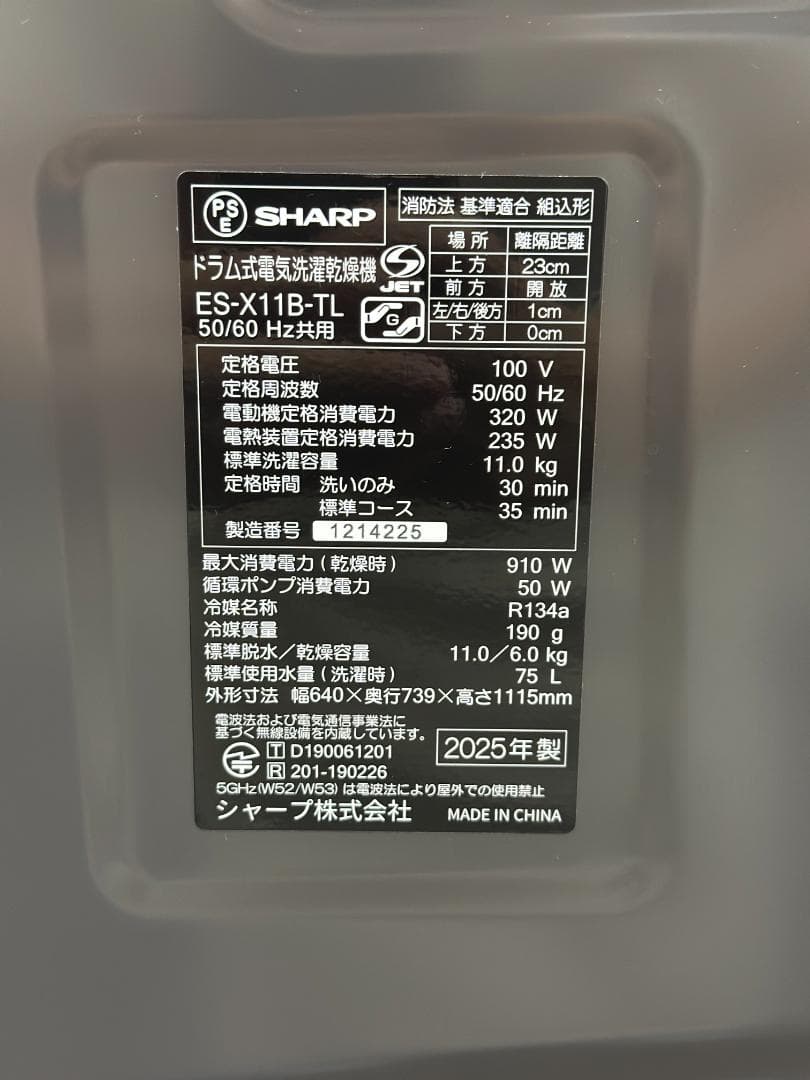 PSE SHARP
消防法 基準適合 組込形
場所 離隔距離
上方 23cm
前方 開放
左/右/後方 1cm
下方 0cm
ドラム式電気洗濯乾燥機
S JET
ES-X11B-TL
G
50/60 Hz共用
定格電圧 100 V
定格周波数 50/60 Hz
電動機定格消費電力 320 W
電熱装置定格消費電力 235 W
標準洗濯容量 11.0 kg
定格時間 洗いのみ 30 min
標準コース 35 min
製造番号 1214225
最大消費電力(乾燥時) 910 W
循環ポンプ消費電力 50 W
冷媒名称 R134a
冷媒質量 190 g
標準脱水/乾燥容量 11.0/6.0 kg
標準使用水量(洗濯時) 75 L
外形寸法 幅640×奥行739×高さ1115mm
電波法および電気通信事業法に
基づく無線設備を内蔵しています。
T D190061201
R 201-190226
2025年製
5GHz(W52/W53)は電波法により屋外での使用禁止
シャープ株式会社 MADE IN CHINA